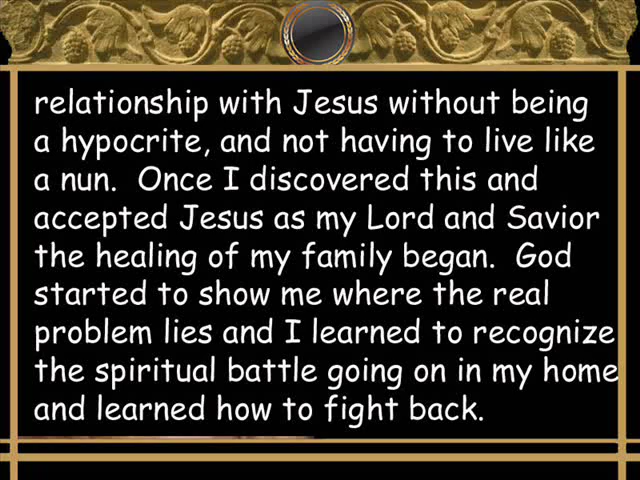 relationship with Jesus without being
a hypocrite, and not having to live like
a nun.  Once I discovered this and
accepted Jesus as my Lord and Savior
the healing of my family began.  God
started to show me where the real
problem lies and I learned to recognize
the spiritual battle going on in my home
and learned how to fight back.